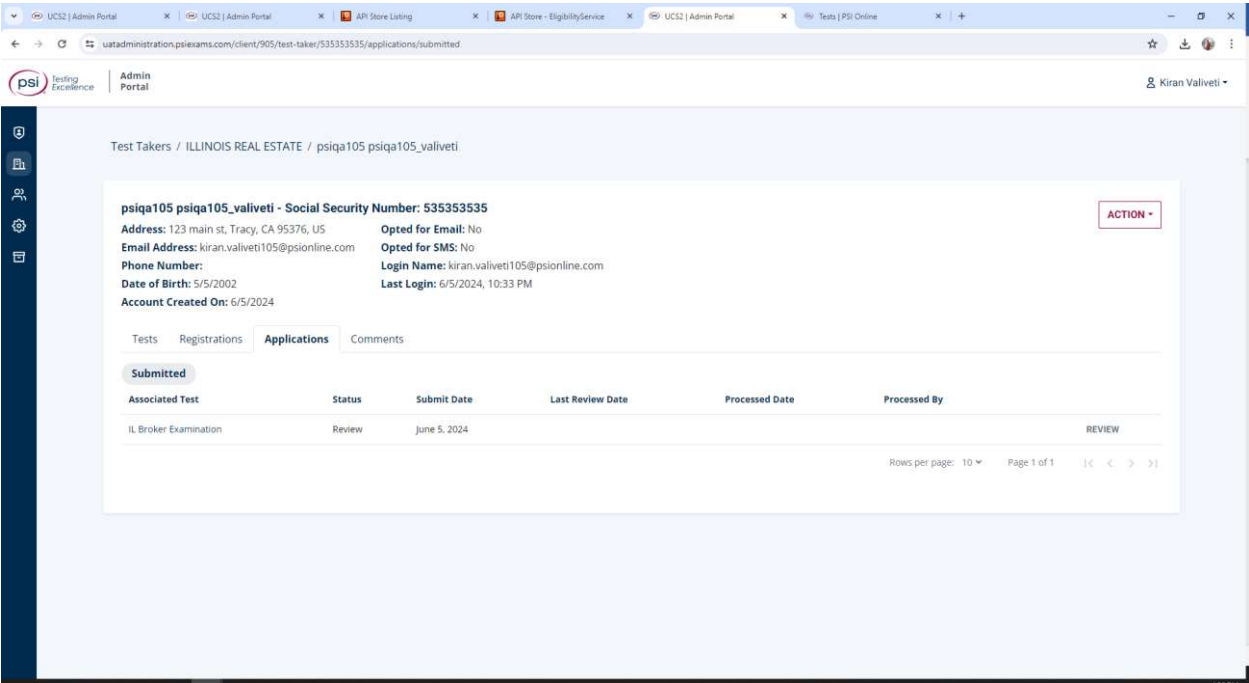 UCS2 | Admin Portal
UCS2 | Admin Portal
API Store Listing
API Store - EligibilityService
UCS2 | Admin Portal
Tests | PSI Online
uatadministration.psiexams.com/client/905/test-taker/535353535/applications/submitted
psi Testing Excellence
Admin Portal
Kiran Valiveti
Test Takers / ILLINOIS REAL ESTATE / psiqa105 psiqa105_valiveti
psiqa105 psiqa105_valiveti - Social Security Number: 535353535
ACTION
Address: 123 main st, Tracy, CA 95376, US Opted for Email: No
Email Address: kiran.valiveti105@psionline.com Opted for SMS: No
Phone Number: Login Name: kiran.valiveti105@psionline.com
Date of Birth: 5/5/2002 Last Login: 6/5/2024, 10:33 PM
Account Created On: 6/5/2024
Tests Registrations Applications Comments
Submitted
Associated Test Status Submit Date Last Review Date Processed Date Processed By
IL Broker Examination Review June 5, 2024 REVIEW
Rows per page: 10 Page 1 of 1